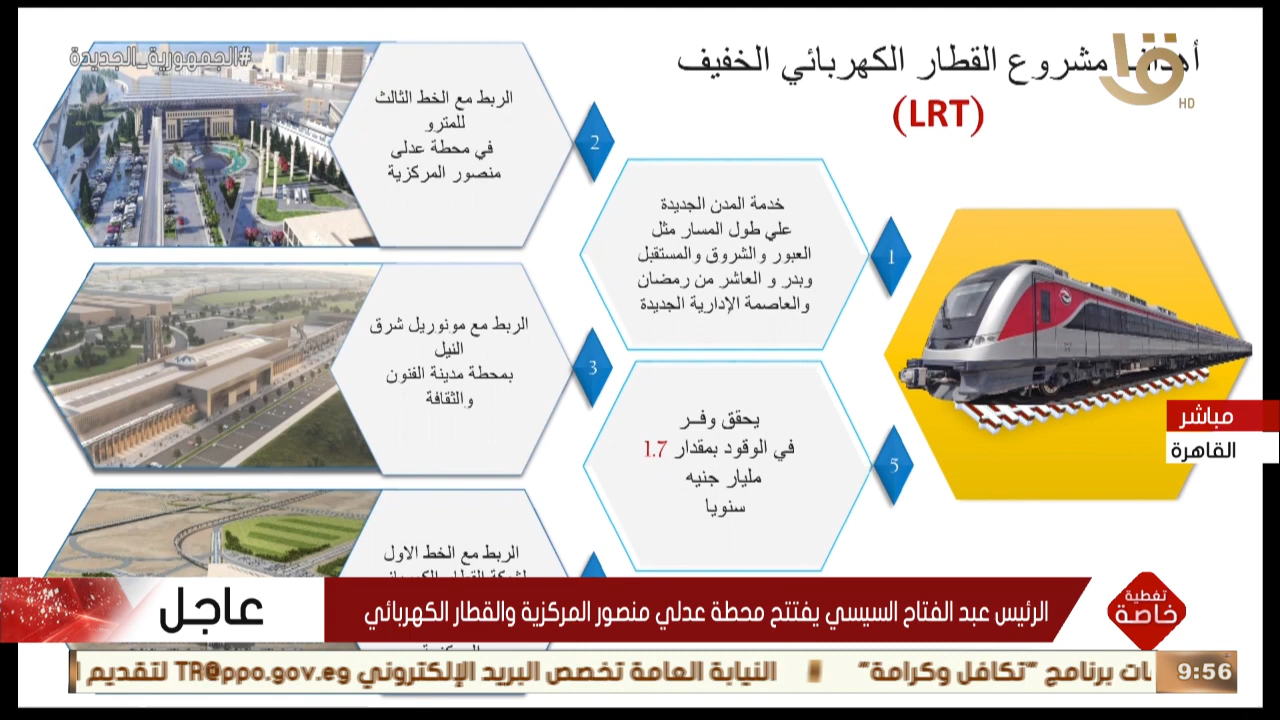 #الجمهورية_الجديدة
مشروع القطار الكهربائي الخفيف
(LRT)
HD
1
خدمة المدن الجديدة
علي طول المسار مثل
العبور والشروق والمستقبل
وبدر و العاشر من رمضان
والعاصمة الإدارية الجديدة
2
الربط مع الخط الثالث
للمترو
في محطة عدلى
منصور المركزية
3
الربط مع مونوريل شرق
النيل
بمحطة مدينة الفنون
والثقافة
5
يحقق وفـر
في الوقود بمقدار 1.7
مليار جنيه
سنويا
الربط مع الخط الاول
مباشر
القاهرة
تغطية
خاصة
عاجل
الرئيس عبد الفتاح السيسي يفتتح محطة عدلي منصور المركزية والقطار الكهربائي
9:56
برنامج "تكافل وكرامة" النيابة العامة تخصص البريد الإلكتروني TR@ppo.gov.eg لتقديم